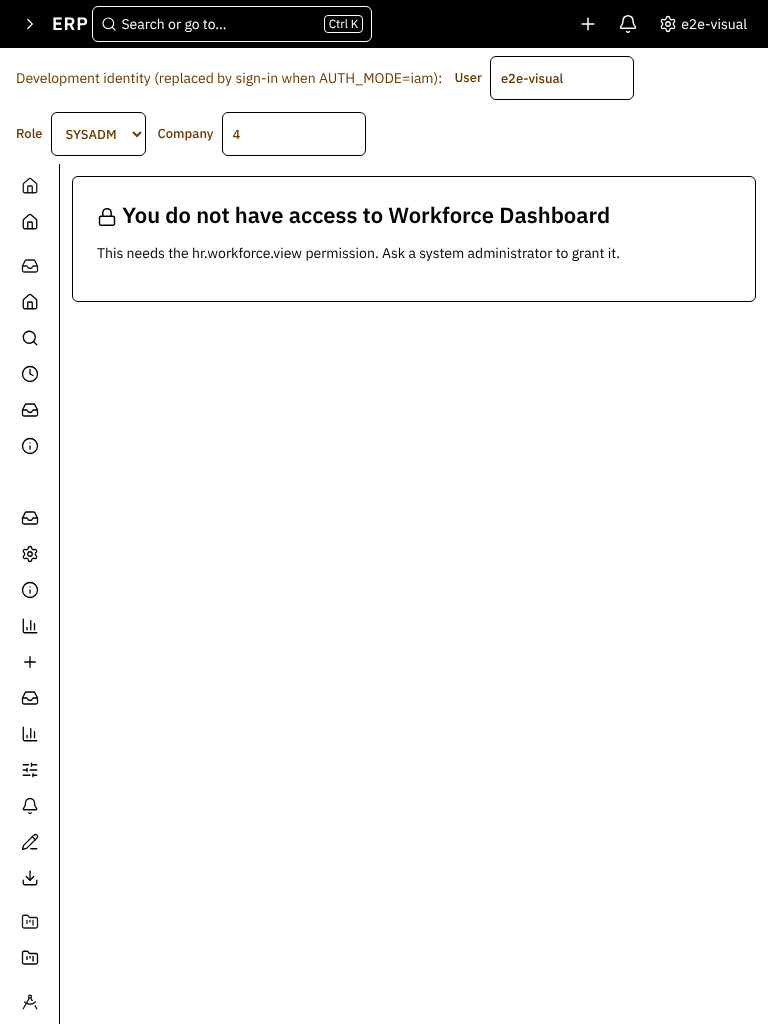 ERP Search or go to... Ctrl K e2e-visual
Development identity (replaced by sign-in when AUTH_MODE=iam): User e2e-visual
Role SYSADM Company 4
You do not have access to Workforce Dashboard
This needs the hr.workforce.view permission. Ask a system administrator to grant it.